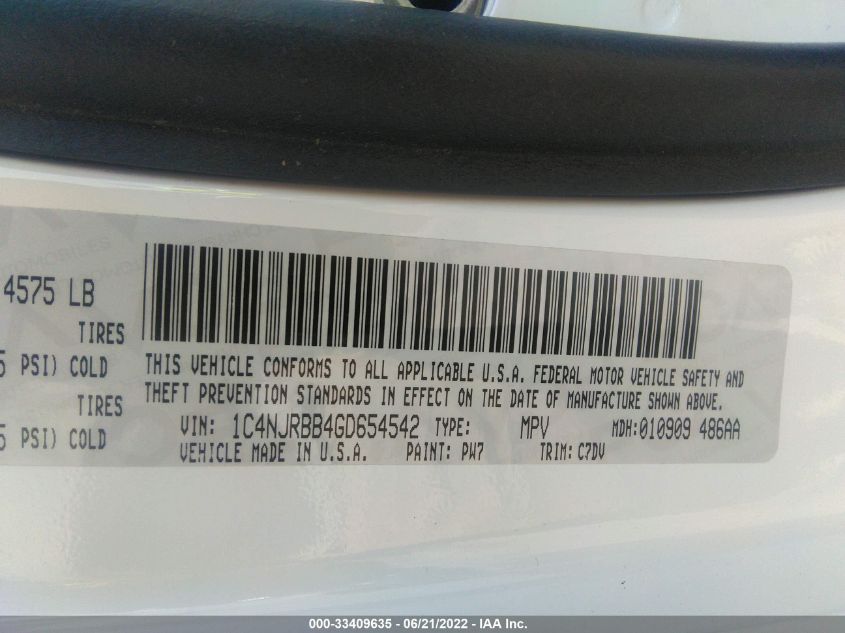 4575 LB
TIRES
PSI) COLD
TIRES
PSI) COLD
THIS VEHICLE CONFORMS TO ALL APPLICABLE U.S.A. FEDERAL MOTOR VEHICLE SAFETY AND
THEFT PREVENTION STANDARDS IN EFFECT ON THE DATE OF MANUFACTURE SHOWN ABOVE.
VIN: 1C4NJRBB4GD654542 TYPE: MPV MDH:010909 486AA
VEHICLE MADE IN U.S.A. PAINT: PW7 TRIM: C7DV
000-33409635 - 06/21/2022 - IAA Inc.